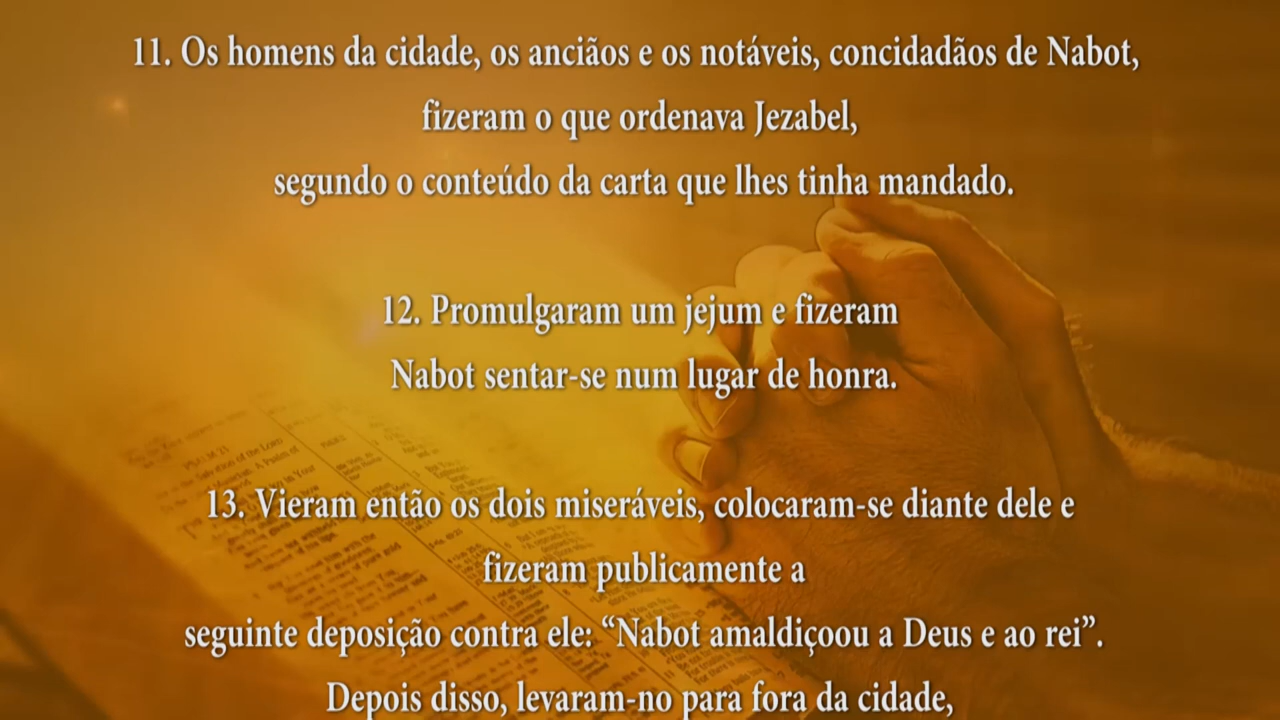 11. Os homens da cidade, os anciãos e os notáveis, concidadãos de Nabot,
fizeram o que ordenava Jezabel,
segundo o conteúdo da carta que lhes tinha mandado.
12. Promulgaram um jejum e fizeram
Nabot sentar-se num lugar de honra.
13. Vieram então os dois miseráveis, colocaram-se diante dele e
fizeram publicamente a
seguinte deposição contra ele: “Nabot amaldiçoou a Deus e ao rei”.
Depois disso, levaram-no para fora da cidade,